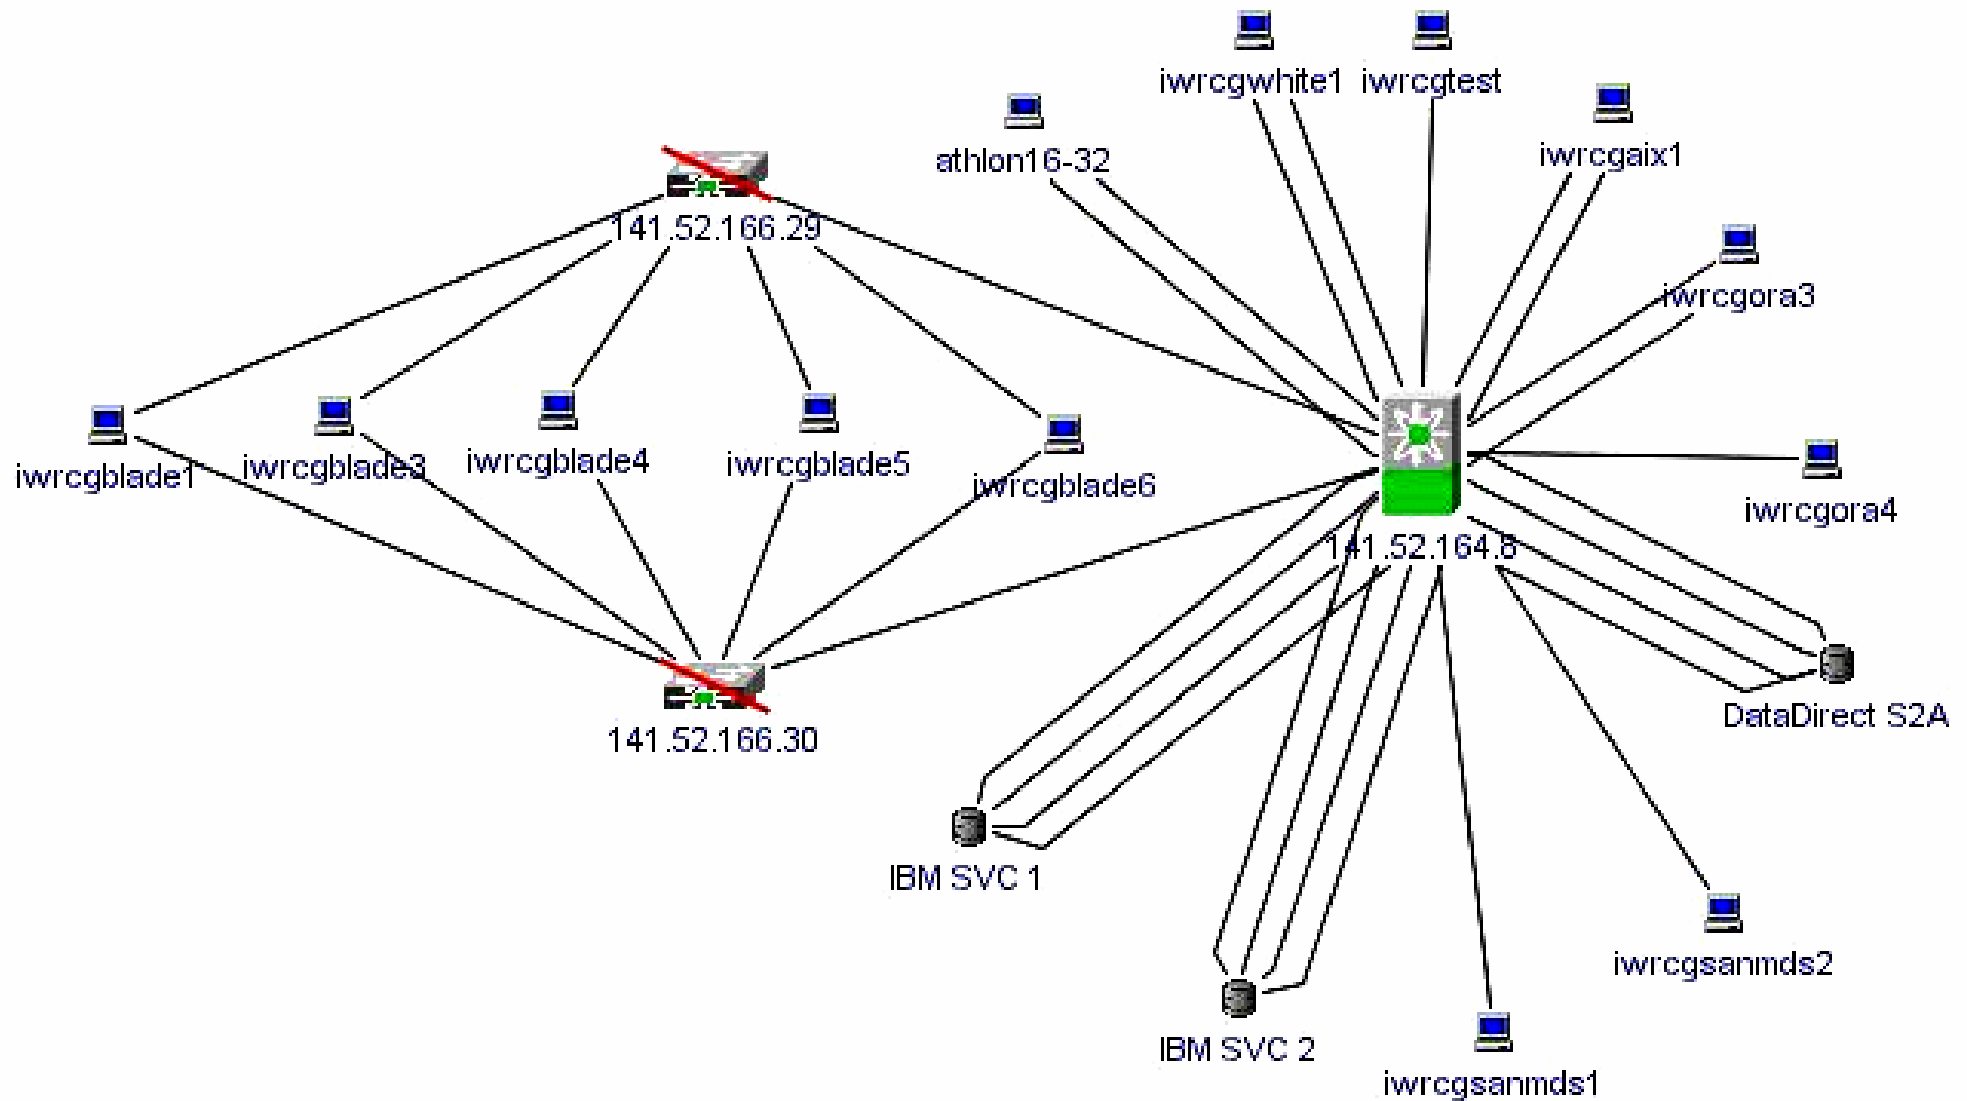 iwrcgwhite1
iwrcgtest
athlon16-32
iwrcgaix1
141.52.166.29
iwrcgora3
iwrcgblade1
iwrcgblade3
iwrcgblade4
iwrcgblade5
iwrcgblade6
iwrcgora4
141.52.164.8
DataDirect S2A
141.52.166.30
IBM SVC 1
iwrcgsanmds2
IBM SVC 2
iwrcgsanmds1